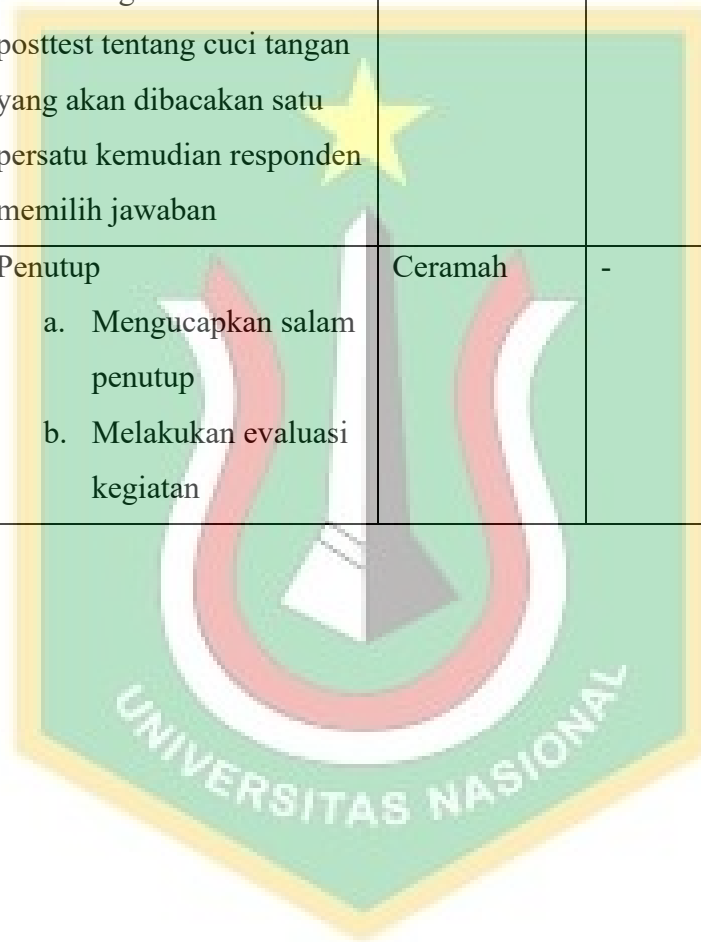 posttest tentang cuci tangan
yang akan dibacakan satu
persatu kemudian responden
memilih jawaban
Penutup
Ceramah
-
a. Mengucapkan salam
penutup
b. Melakukan evaluasi
kegiatan
UNIVERSITAS NASIONAL